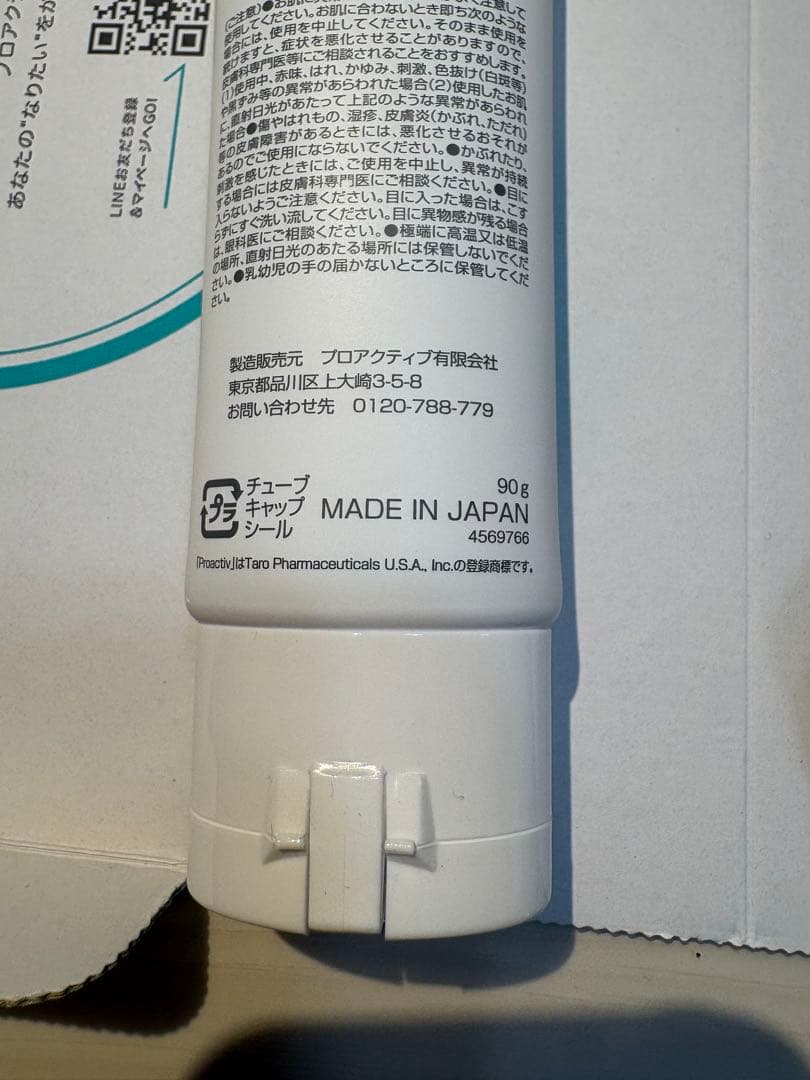 (ご注意)●お肌に
使用してください。お肌に合わないとき即ち次のような
場合には、使用を中止してください。そのまま使用を
続けますと、症状を悪化させることがありますので、
皮膚科専門医等にご相談されることをおすすめします。
(1)使用中、赤味、はれ、かゆみ、刺激、色抜け(白斑等)
や黒ずみ等の異常があらわれた場合(2)使用したお肌
に、直射日光があたって上記のような異常があらわれ
た場合●傷やはれもの、湿疹、皮膚炎(かぶれ、ただれ)
等の皮膚障害があるときには、悪化させるおそれが
あるのでご使用にならないでください。●かぶれたり、
刺激を感じたときには、ご使用を中止し、異常が持続
する場合には皮膚科専門医にご相談ください。●目に
入らないようご注意ください。目に入った場合は、こす
らずにすぐ洗い流してください。目に異物感が残る場合
は、眼科医にご相談ください。●極端に高温又は低温
の場所、直射日光のあたる場所には保管しないでくだ
さい。●乳幼児の手の届かないところに保管してくだ
さい。
製造販売元 プロアクティブ有限会社
東京都品川区上大崎3-5-8
お問い合わせ先 0120-788-779
プラ
チューブ
キャップ
シール
90g
MADE IN JAPAN
4569766
「Proactiv」はTaro Pharmaceuticals U.S.A., Inc.の登録商標です。
プロアク
あなたの"なりたい"をか
LINEお友だち登録
&マイページへGO!